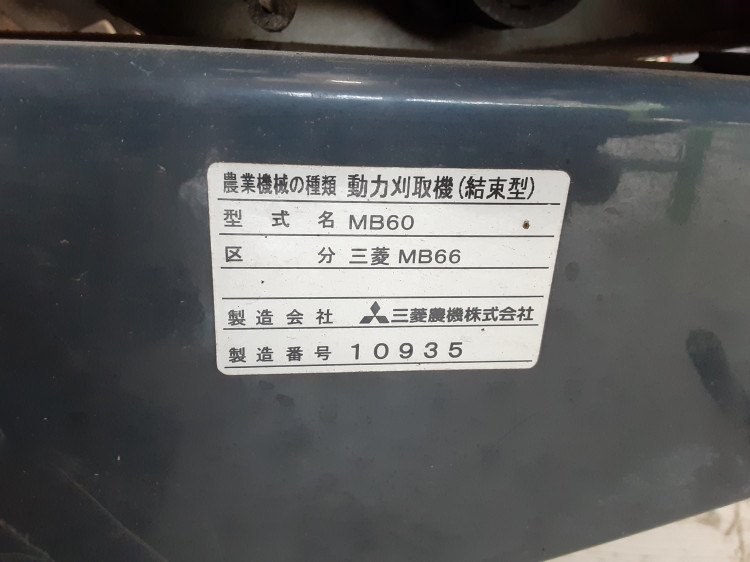 農業機械の種類 動力刈取機(結束型)
型式名 MB60
区分 三菱 MB66
製造会社 三菱農機株式会社
製造番号 10935